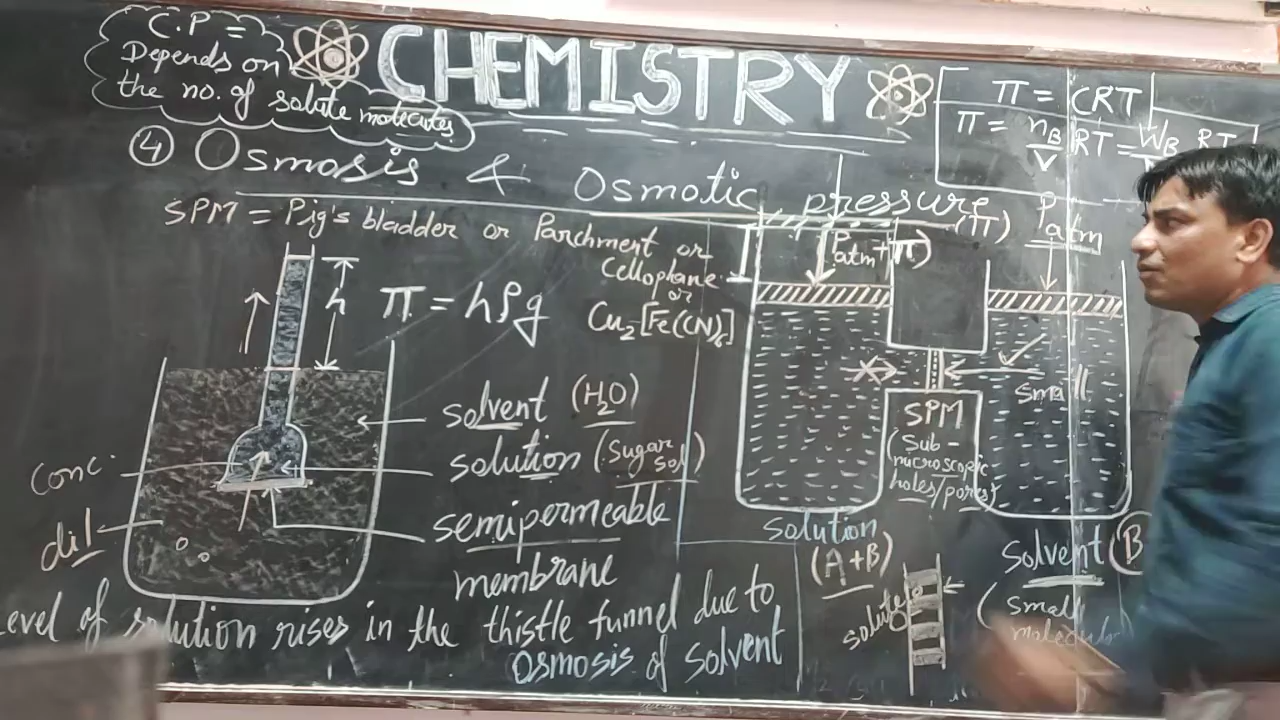 C.P =
Depends on
the no. of solute molecules
CHEMISTRY
π = CRT
π = nB/V RT = WB RT
④ Osmosis & Osmotic pressure (π)
SPM = Pig's bladder or Parchment or
Cellophane
or
Cu2[Fe(CN)6]
Patm + π)
Patm
h
π = hρg
solvent (H2O)
solution (Sugar sol)
semipermeable
membrane
conc.
dil
small
SPM
(Sub-
microscopic
holes/pores)
solution
(A+B)
Solvent (B
solute
(small
Level of solution rises in the thistle funnel due to
osmosis of solvent